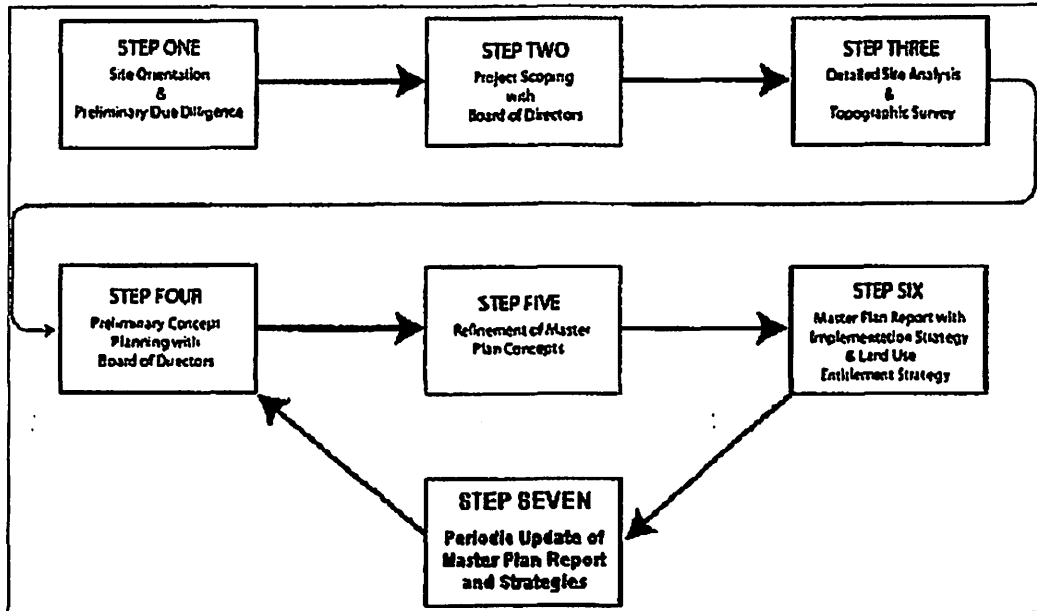 STEP ONE
Site Orientation
&
Preliminary Due Diligence
STEP TWO
Project Scoping
with
Board of Directors
STEP THREE
Detailed Site Analysis
&
Topographic Survey
STEP FOUR
Preliminary Concept
Planning with
Board of Directors
STEP FIVE
Refinement of Master
Plan Concepts
STEP SIX
Master Plan Report with
Implementation Strategy
& Land Use
Entitlement Strategy
STEP SEVEN
Periodic Update of
Master Plan Report
and Strategies